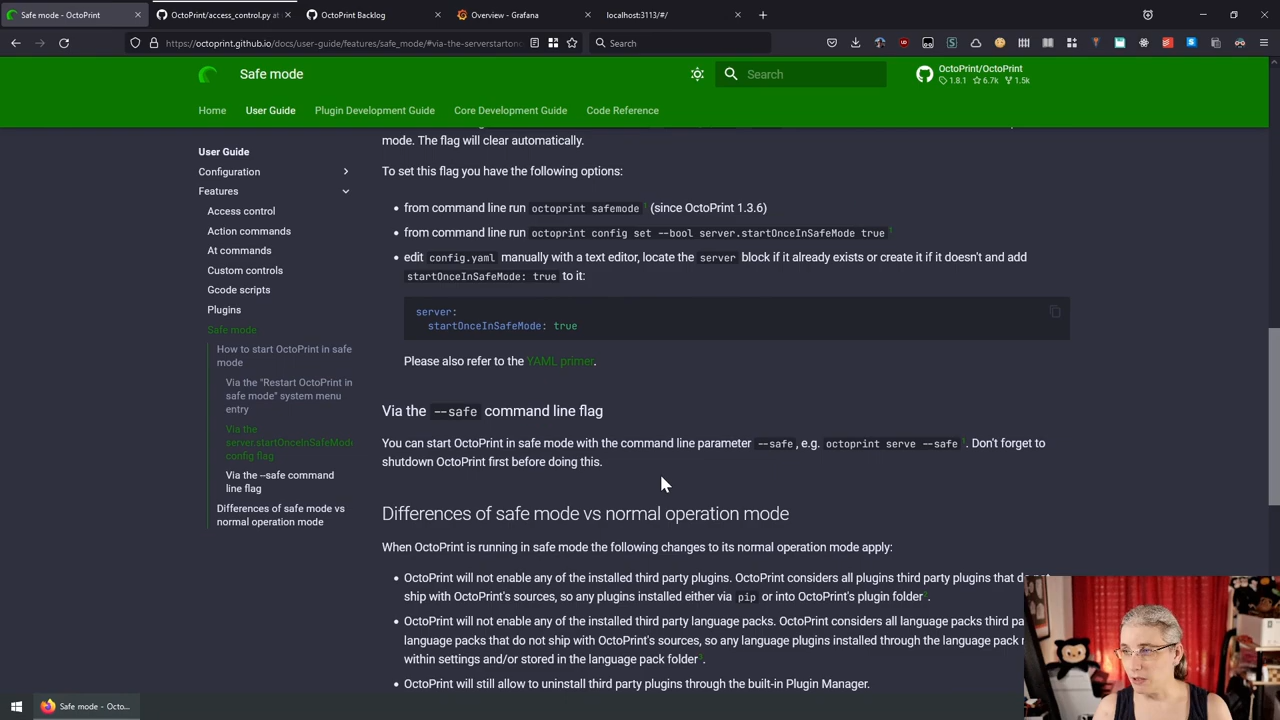 Safe mode - OctoPrint
OctoPrint/access_control.py at
OctoPrint Backlog
Overview - Grafana
localhost:3113/#/
https://octoprint.github.io/docs/user-guide/features/safe_mode/#via-the-serverstartonc
Search
Safe mode
Search
OctoPrint/OctoPrint
1.8.1 6.7k 1.5k
Home
User Guide
Plugin Development Guide
Core Development Guide
Code Reference
User Guide
Configuration
Features
Access control
Action commands
At commands
Custom controls
Gcode scripts
Plugins
Safe mode
How to start OctoPrint in safe
mode
Via the "Restart OctoPrint in
safe mode" system menu
entry
Via the
server.startOnceInSafeMode
config flag
Via the --safe command
line flag
Differences of safe mode vs
normal operation mode
mode. The flag will clear automatically.
To set this flag you have the following options:
from command line run octoprint safemode 1 (since OctoPrint 1.3.6)
from command line run octoprint config set --bool server.startOnceInSafeMode true 1
edit config.yaml manually with a text editor, locate the server block if it already exists or create it if it doesn't and add
startOnceInSafeMode: true to it:
server:
startOnceInSafeMode: true
Please also refer to the YAML primer.
Via the --safe command line flag
You can start OctoPrint in safe mode with the command line parameter --safe, e.g. octoprint serve --safe 1. Don't forget to
shutdown OctoPrint first before doing this.
Differences of safe mode vs normal operation mode
When OctoPrint is running in safe mode the following changes to its normal operation mode apply:
OctoPrint will not enable any of the installed third party plugins. OctoPrint considers all plugins third party plugins that do not
ship with OctoPrint's sources, so any plugins installed either via pip or into OctoPrint's plugin folder2.
OctoPrint will not enable any of the installed third party language packs. OctoPrint considers all language packs third par
language packs that do not ship with OctoPrint's sources, so any language plugins installed through the language pack
within settings and/or stored in the language pack folder3.
OctoPrint will still allow to uninstall third party plugins through the built-in Plugin Manager.
Safe mode - Octo...